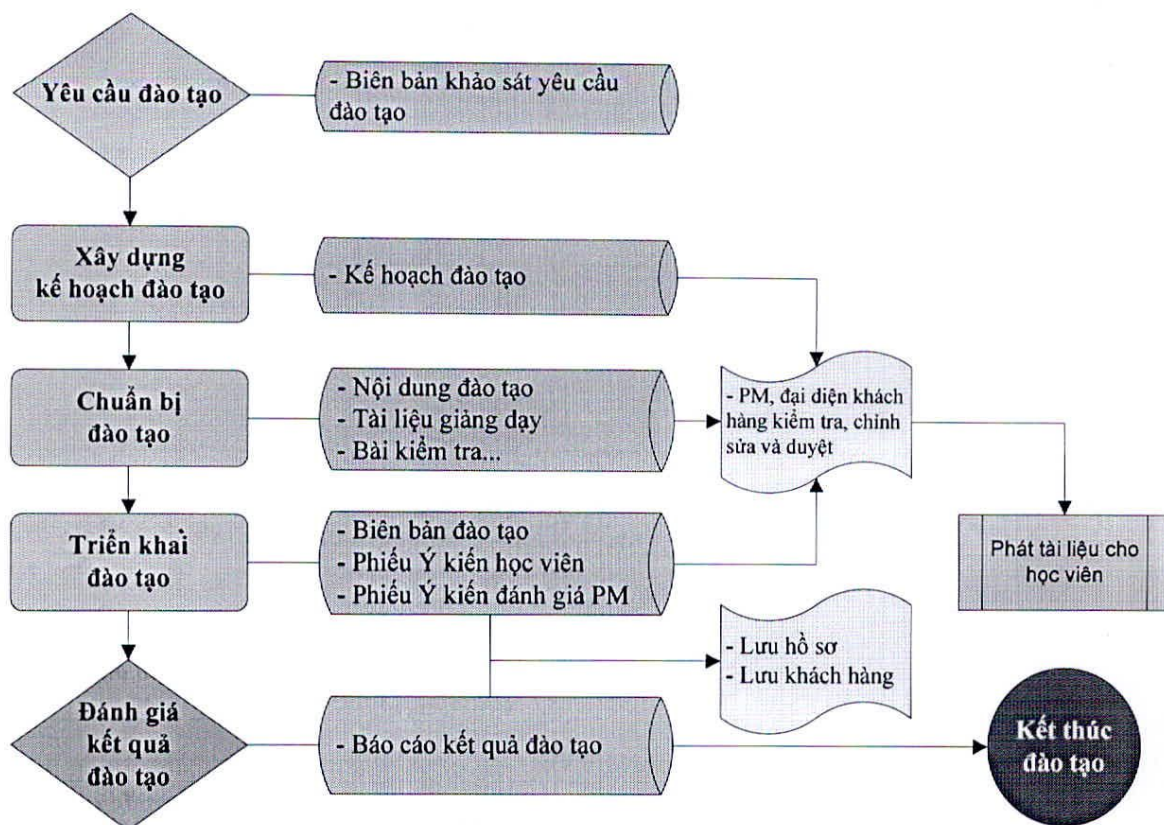 Yêu cầu đào tạo
- Biên bản khảo sát yêu cầu
đào tạo
Xây dựng
kế hoạch đào tạo
- Kế hoạch đào tạo
Chuẩn bị
đào tạo
- Nội dung đào tạo
- Tài liệu giảng dạy
- Bài kiểm tra...
- PM, đại diện khách
hàng kiểm tra, chỉnh
sửa và duyệt
Triển khai
đào tạo
- Biên bản đào tạo
- Phiếu Ý kiến học viên
- Phiếu Ý kiến đánh giá PM
Phát tài liệu cho
học viên
- Lưu hồ sơ
- Lưu khách hàng
Đánh giá
kết quả
đào tạo
- Báo cáo kết quả đào tạo
Kết thúc
đào tạo